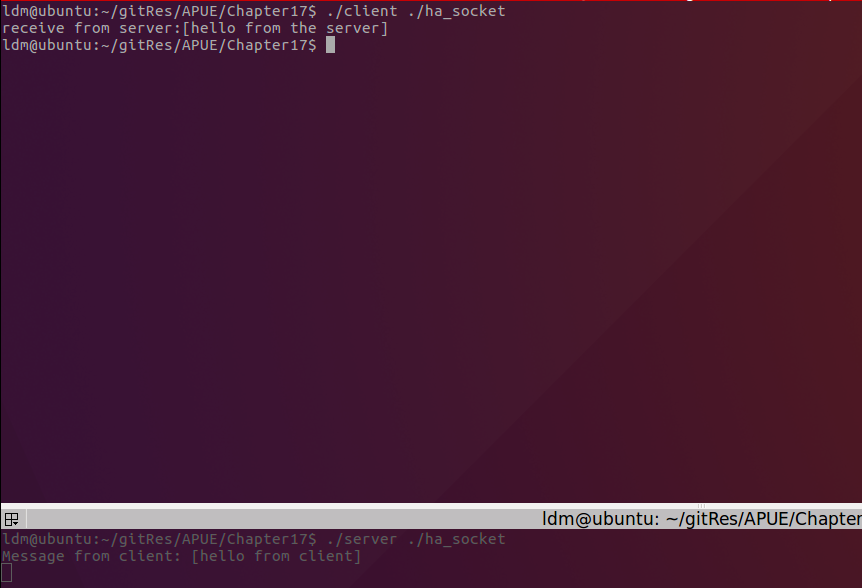 ldm@ubuntu:~/gitRes/APUE/Chapter17$ ./client ./ha_socket
receive from server:[hello from the server]
ldm@ubuntu:~/gitRes/APUE/Chapter17$
ldm@ubuntu: ~/gitRes/APUE/Chapter
ldm@ubuntu:~/gitRes/APUE/Chapter17$ ./server ./ha_socket
Message from client: [hello from client]